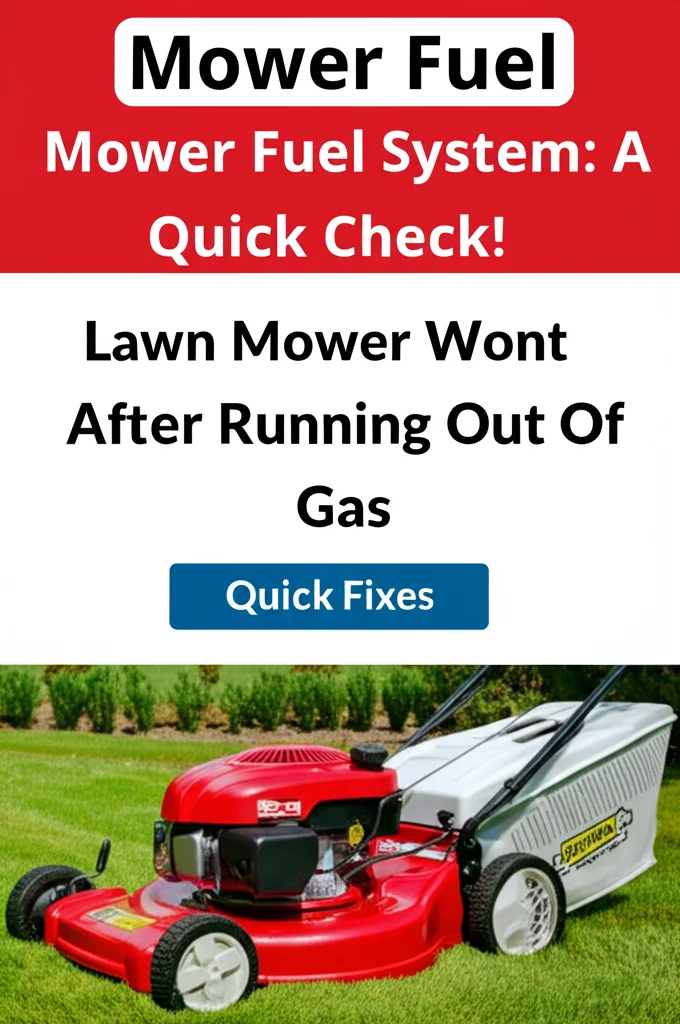 Mower Fuel
Mower Fuel System: A
Quick Check!
Lawn Mower Wont
After Running Out Of
Gas
Quick Fixes